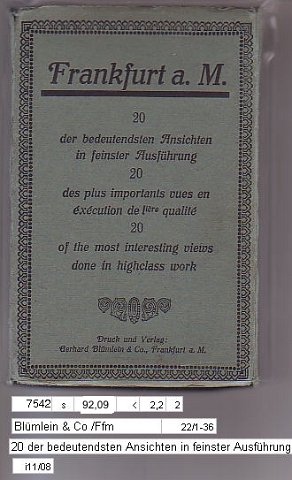 Frankfurt a. M.
20
der bedeutendsten Ansichten
in feinster Ausführung
20
des plus importants vues en
éxécution de Ière qualité
20
of the most interesting views
done in highclass work
Druck und Verlag:
Gerhard Blümlein & Co., Frankfurt a. M.
7542 s 92,09 < 2,2 2
Blümlein & Co /Ffm 22/1-36
20 der bedeutendsten Ansichten in feinster Ausführung
i11/08